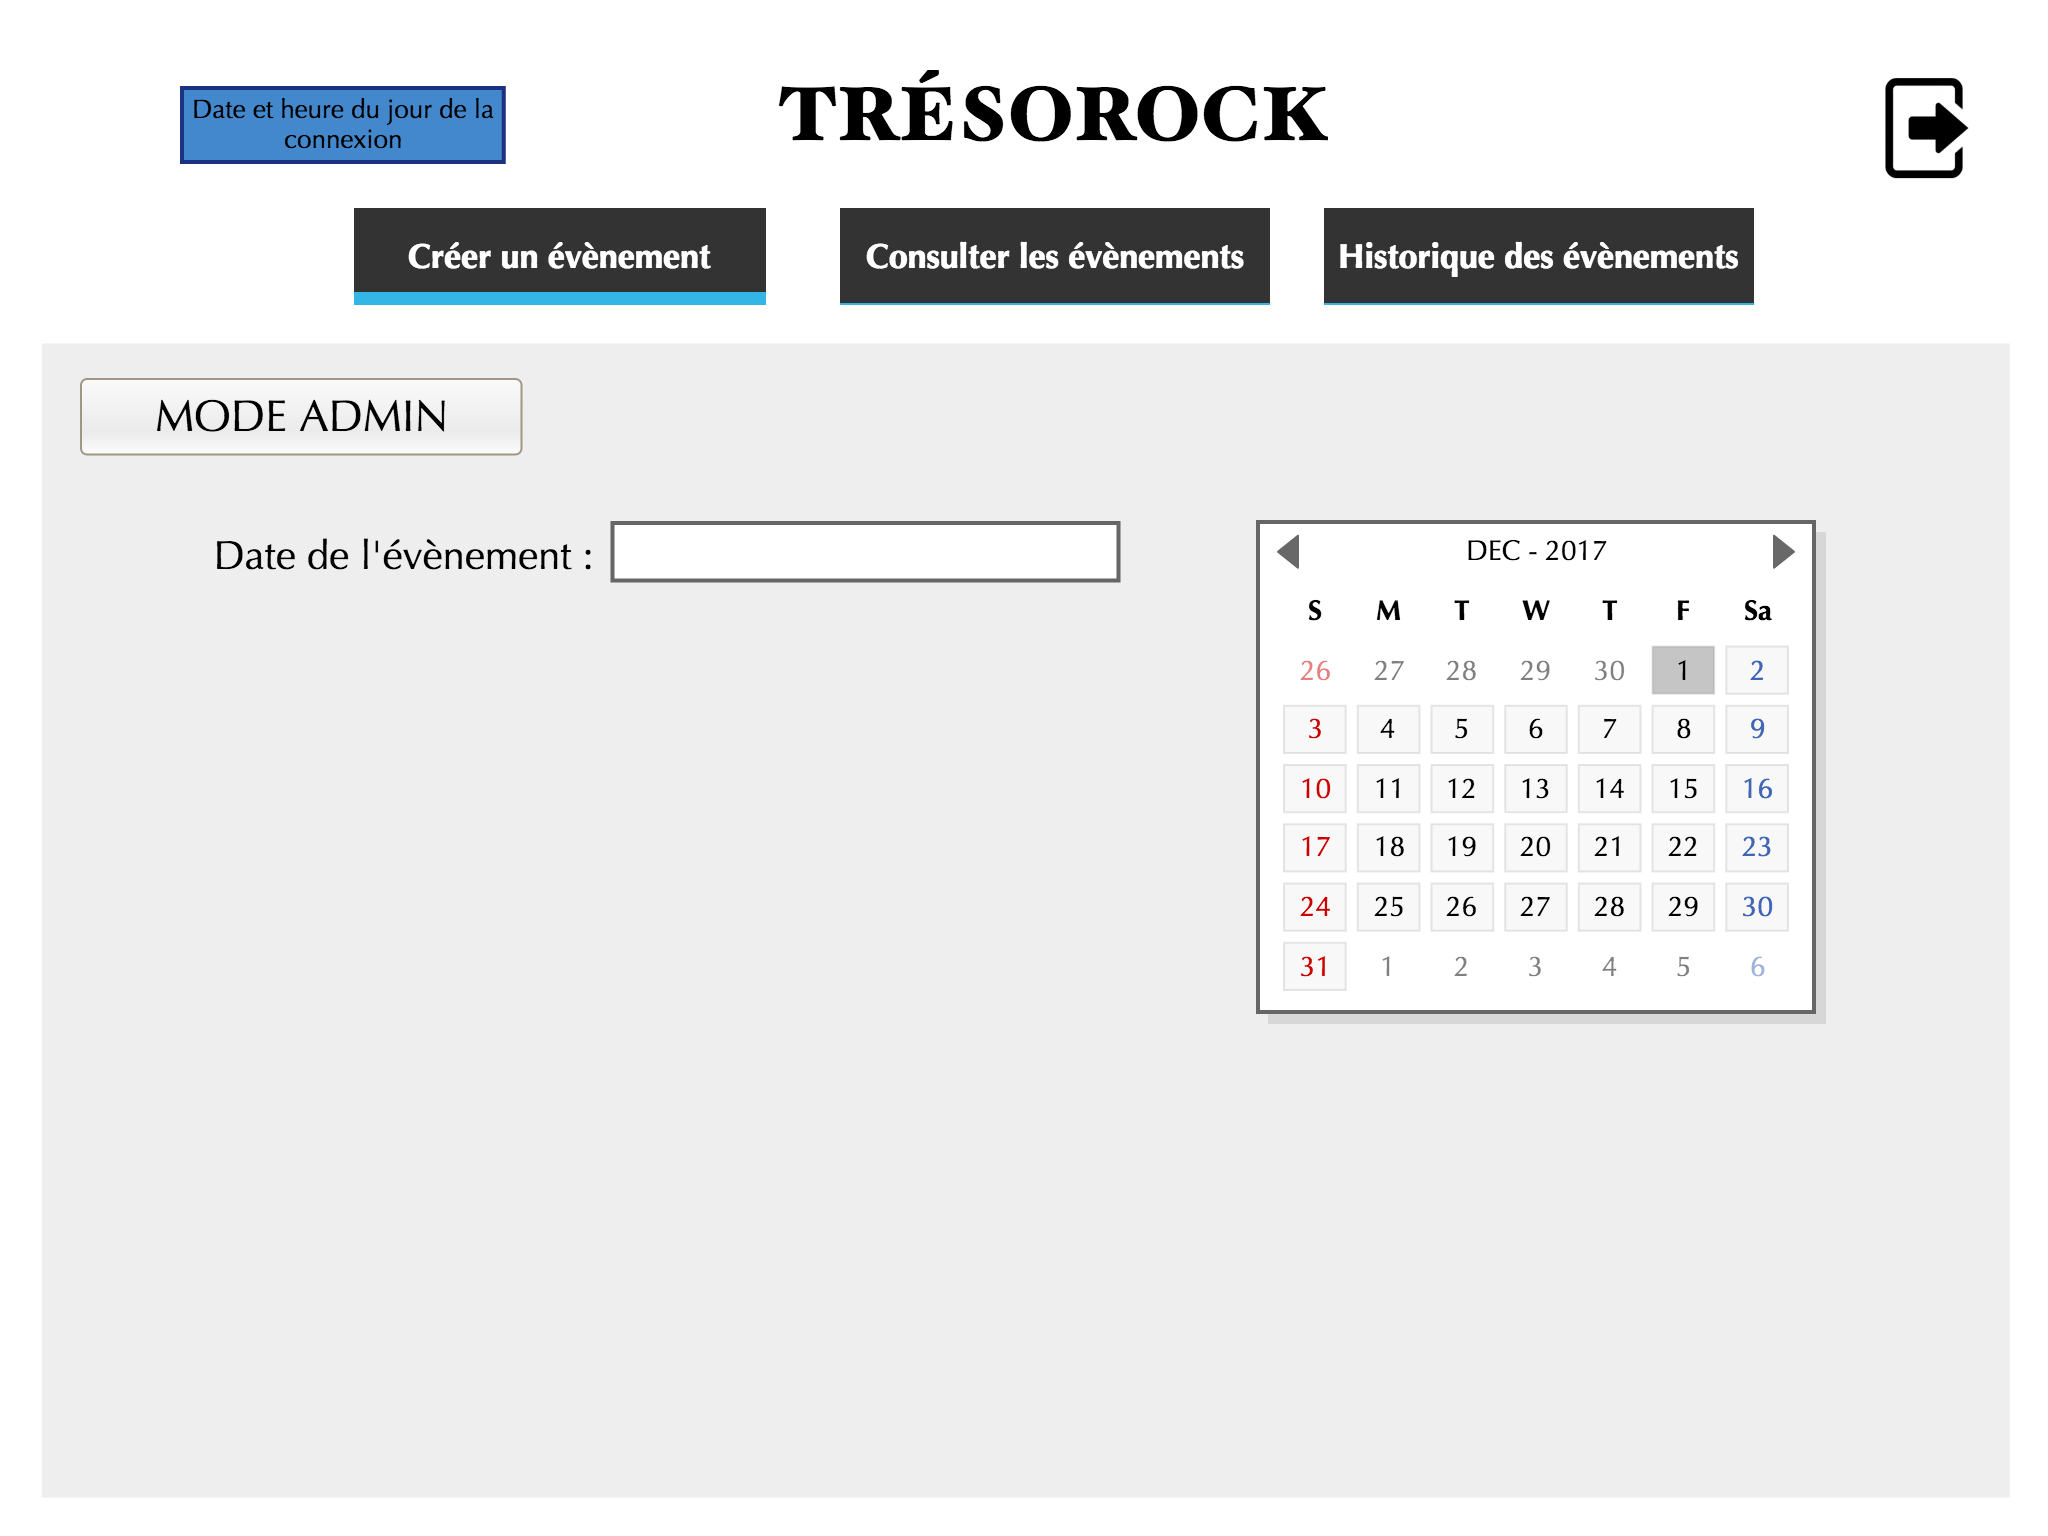 Date et heure du jour de la
connexion
TRÉSOROCK
Créer un évènement
Consulter les évènements
Historique des évènements
MODE ADMIN
Date de l'évènement :
DEC - 2017
S M T W T F Sa
26 27 28 29 30 1 2
3 4 5 6 7 8 9
10 11 12 13 14 15 16
17 18 19 20 21 22 23
24 25 26 27 28 29 30
31 1 2 3 4 5 6